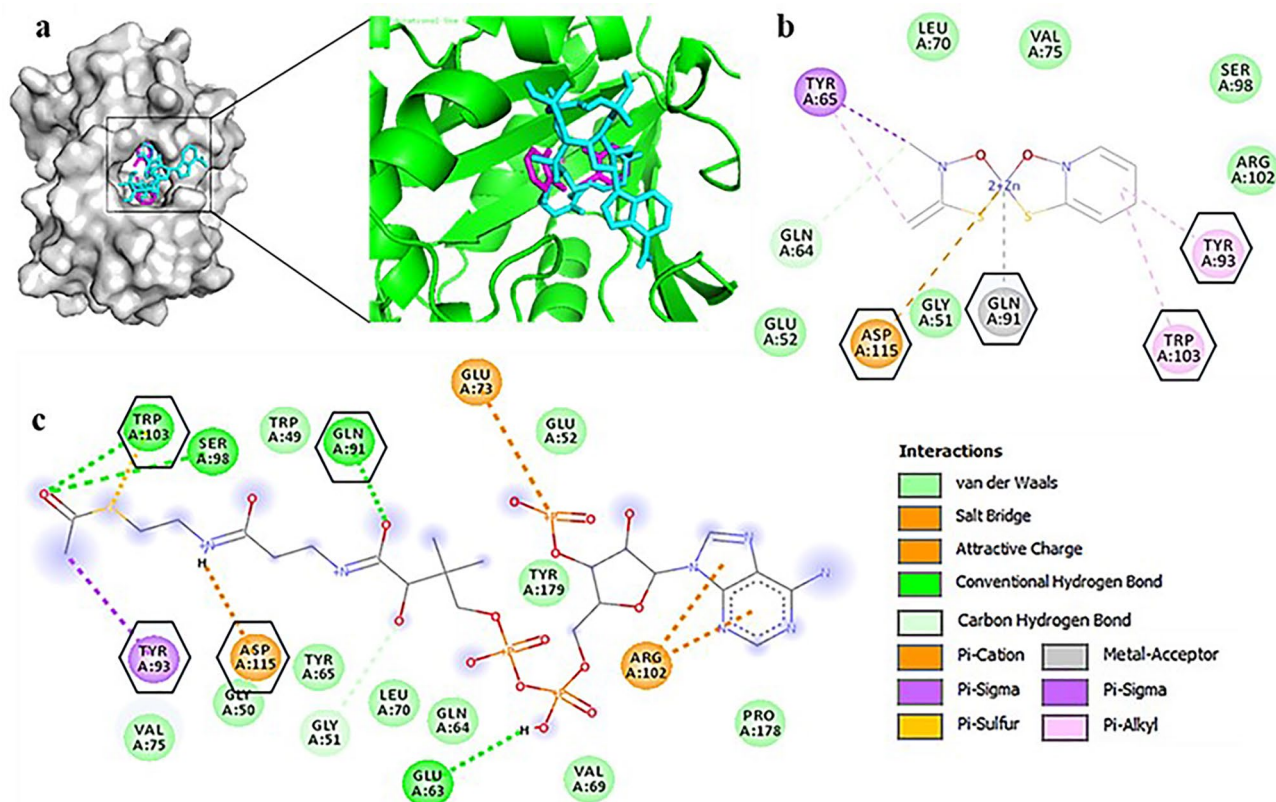 a
b
LEU
A:70
VAL
A:75
SER
A:98
TYR
A:65
ARG
A:102
N
O
O
N
2+Zn
S
S
GLN
A:64
TYR
A:93
GLU
A:52
ASP
A:115
GLY
A:51
GLN
A:91
TRP
A:103
c
TRP
A:103
SER
A:98
TRP
A:49
GLN
A:91
GLU
A:73
GLU
A:52
TYR
A:179
TYR
A:93
ASP
A:115
TYR
A:65
GLY
A:50
VAL
A:75
GLY
A:51
LEU
A:70
GLN
A:64
ARG
A:102
PRO
A:178
GLU
A:63
VAL
A:69
H
H
Interactions
van der Waals
Salt Bridge
Attractive Charge
Conventional Hydrogen Bond
Carbon Hydrogen Bond
Pi-Cation
Metal-Acceptor
Pi-Sigma
Pi-Sigma
Pi-Sulfur
Pi-Alkyl